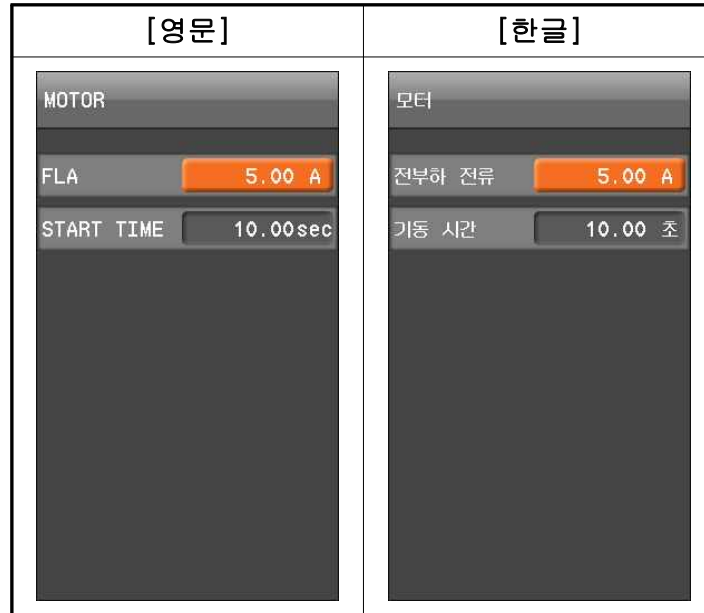 [영문]
[한글]
MOTOR
FLA 5.00 A
START TIME 10.00sec
모터
전부하 전류 5.00 A
기동 시간 10.00 초